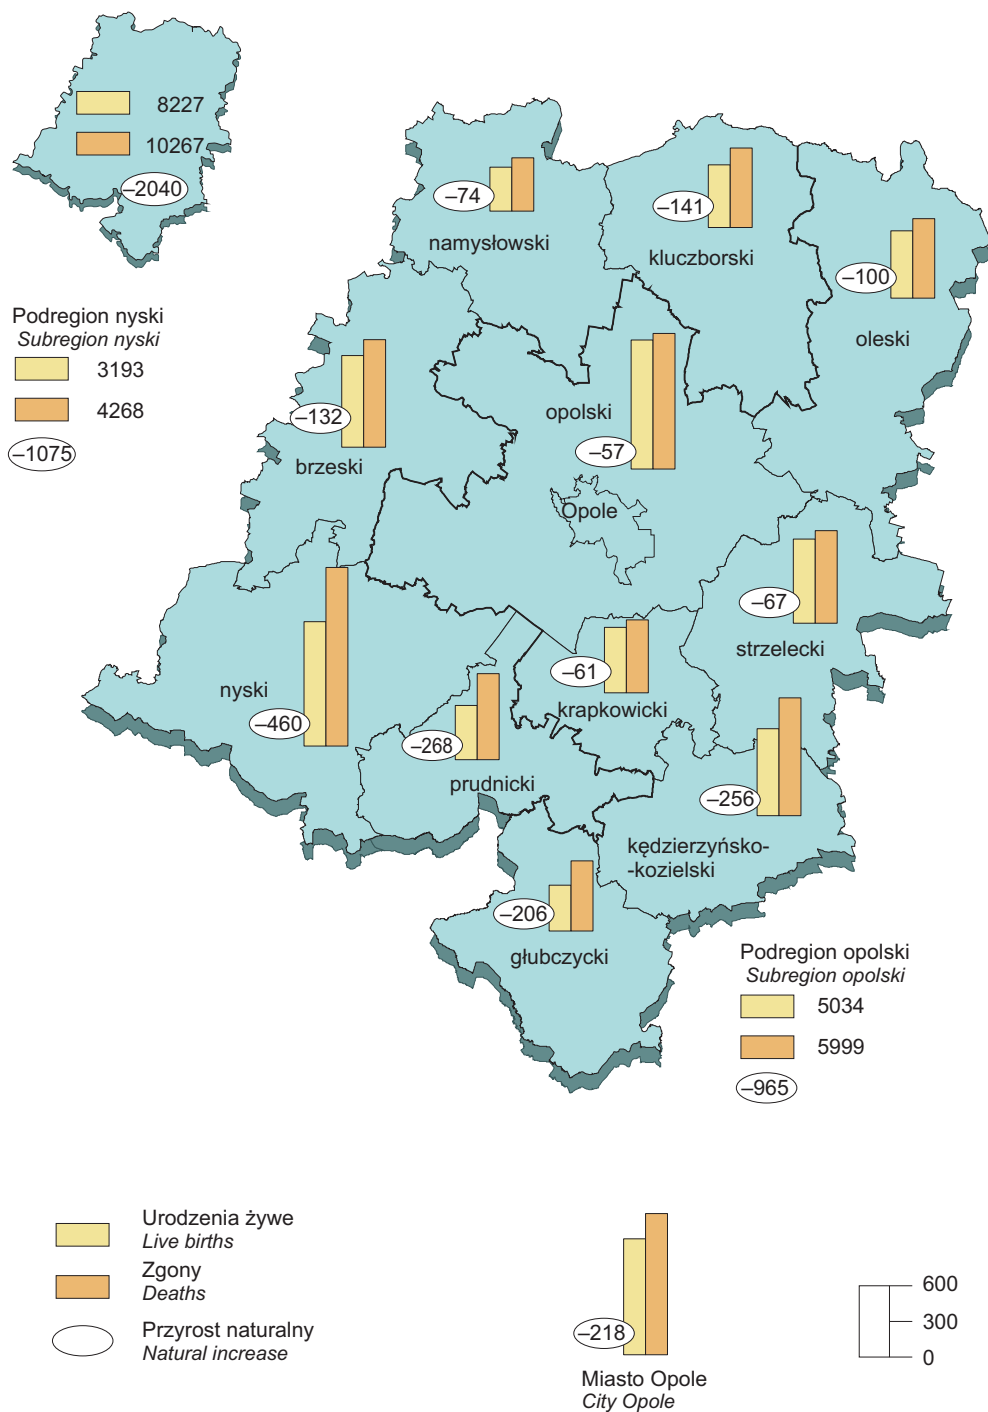 8227
10267
–2040
Podregion nyski
Subregion nyski
3193
4268
–1075
–74
namysłowski
–141
kluczborski
–100
oleski
–132
brzeski
opolski
–57
Opole
–67
strzelecki
nyski
–460
–61
krapkowicki
–268
prudnicki
–256
kędzierzyńsko-
-kozielski
–206
głubczycki
Podregion opolski
Subregion opolski
5034
5999
–965
Urodzenia żywe
Live births
Zgony
Deaths
Przyrost naturalny
Natural increase
–218
Miasto Opole
City Opole
600
300
0